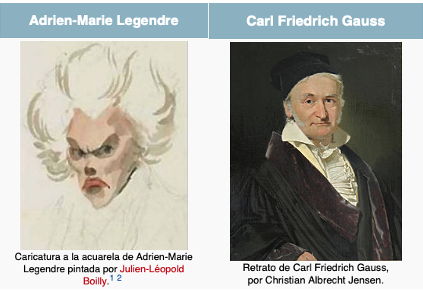 Adrien-Marie Legendre
Carl Friedrich Gauss
Caricatura a la acuarela de Adrien-Marie
Legendre pintada por Julien-Léopold
Boilly.1 2
Retrato de Carl Friedrich Gauss,
por Christian Albrecht Jensen.